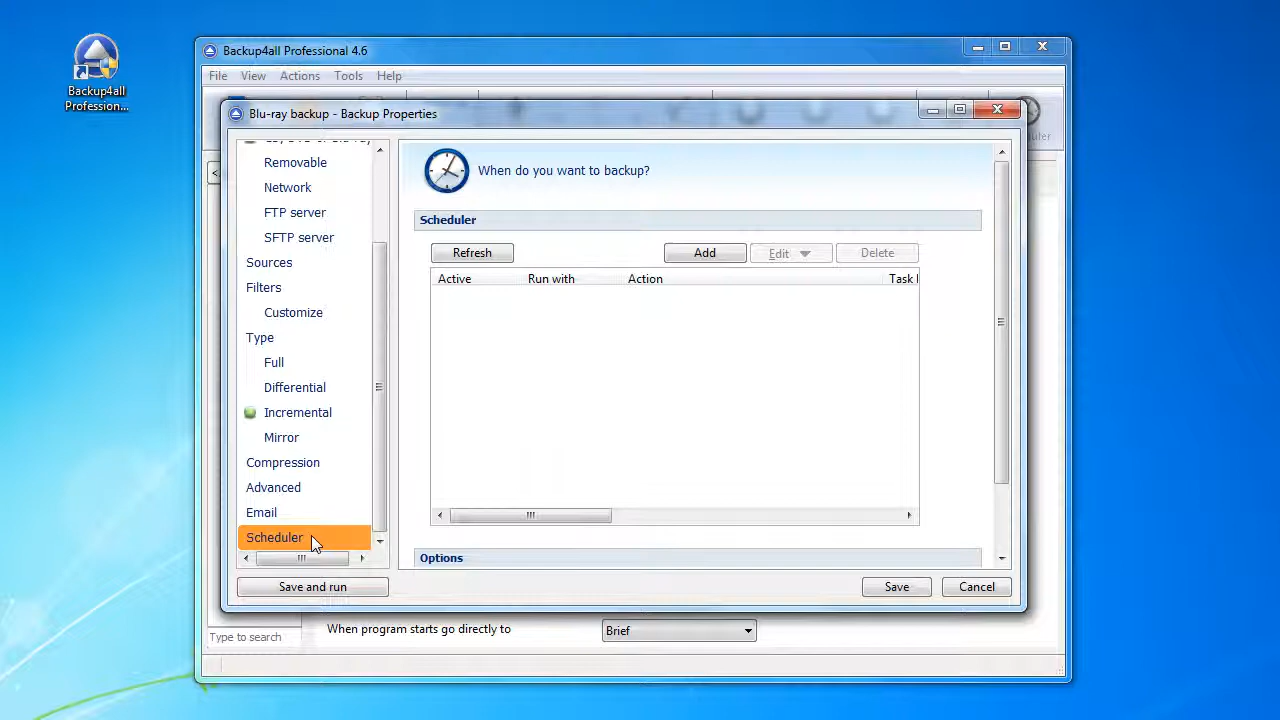 Backup4all
Profession...
Backup4all Professional 4.6
File View Actions Tools Help
Blu-ray backup - Backup Properties
Removable
Network
FTP server
SFTP server
Sources
Filters
Customize
Type
Full
Differential
Incremental
Mirror
Compression
Advanced
Email
Scheduler
When do you want to backup?
Scheduler
Refresh Add Edit Delete
Active Run with Action Task
Options
Save and run Save Cancel
Type to search
When program starts go directly to Brief